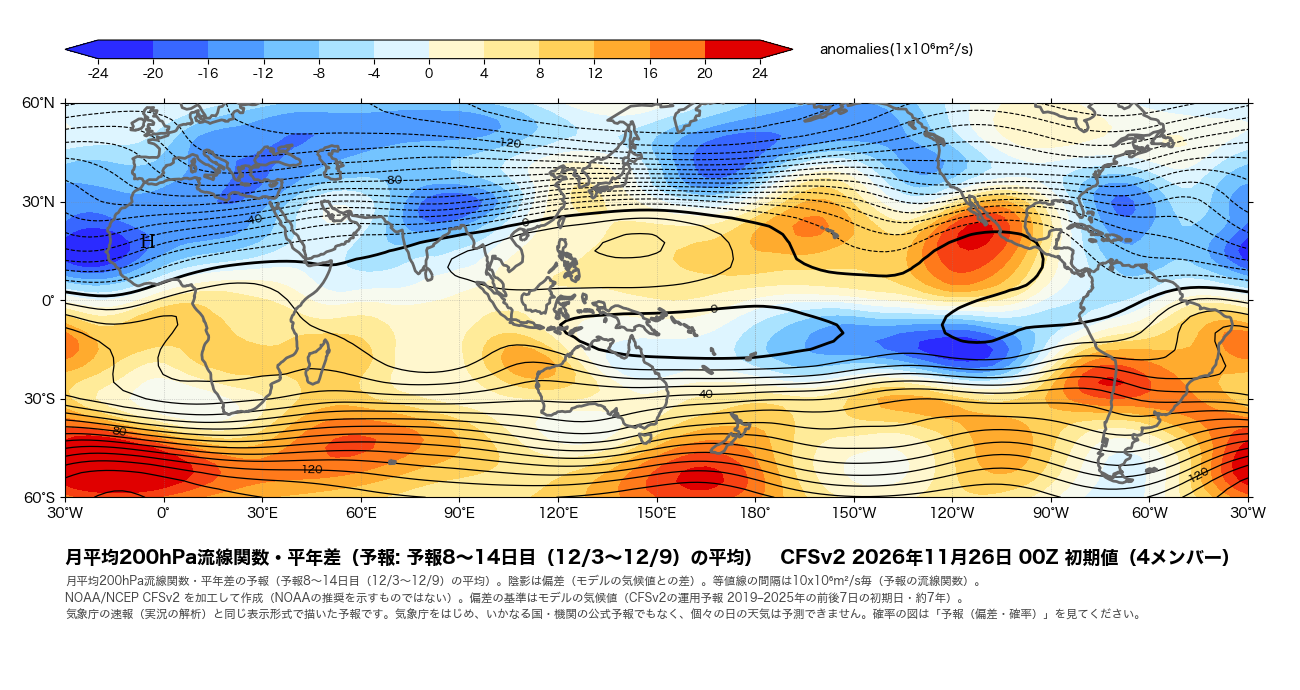 anomalies(1x10⁶m²/s)
-24 -20 -16 -12 -8 -4 0 4 8 12 16 20 24
60°N
-120
-80
30°N
-40
0
H
0°
0
40
30°S
80
120
120
60°S
30°W 0° 30°E 60°E 90°E 120°E 150°E 180° 150°W 120°W 90°W 60°W 30°W
月平均200hPa流線関数・平年差（予報: 予報8～14日目（12/3～12/9）の平均） CFSv2 2026年11月26日 00Z 初期値（4メンバー）
月平均200hPa流線関数・平年差の予報（予報8～14日目（12/3～12/9）の平均）。陰影は偏差（モデルの気候値との差）。等値線の間隔は10x10⁶m²/s毎（予報の流線関数）。
NOAA/NCEP CFSv2 を加工して作成（NOAAの推奨を示すものではない）。偏差の基準はモデルの気候値（CFSv2の運用予報 2019–2025年の前後7日の初期日・約7年）。
気象庁の速報（実況の解析）と同じ表示形式で描いた予報です。気象庁をはじめ、いかなる国・機関の公式予報でもなく、個々の日の天気は予測できません。確率の図は「予報（偏差・確率）」を見てください。